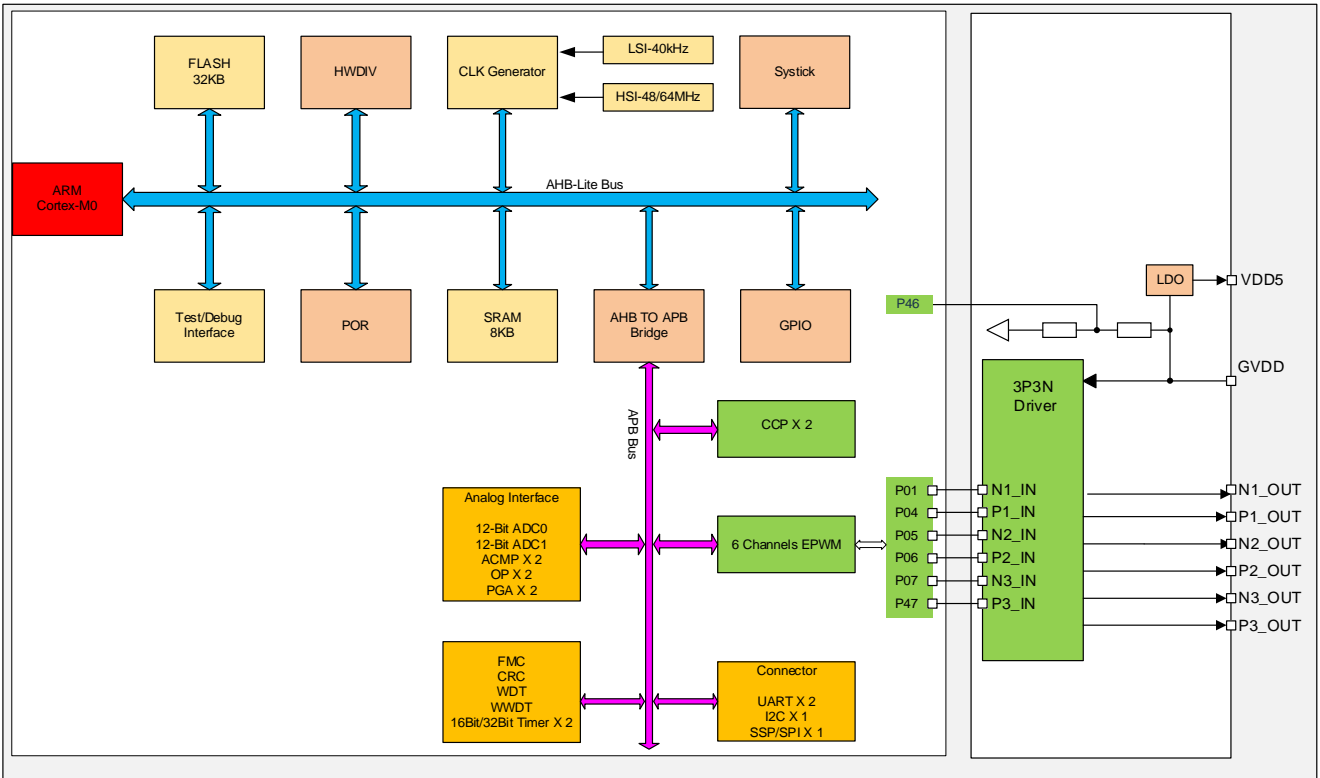 FLASH
32KB
HWDIV
CLK Generator
LSI-40kHz
HSI-48/64MHz
Systick
ARM
Cortex-M0
AHB-Lite Bus
Test/Debug
Interface
POR
SRAM
8KB
AHB TO APB
Bridge
GPIO
P46
LDO
VDD5
GVDD
3P3N
Driver
APB Bus
CCP X 2
Analog Interface
12-Bit ADC0
12-Bit ADC1
ACMP X 2
OP X 2
PGA X 2
6 Channels EPWM
P01
P04
P05
P06
P07
P47
N1_IN
P1_IN
N2_IN
P2_IN
N3_IN
P3_IN
N1_OUT
P1_OUT
N2_OUT
P2_OUT
N3_OUT
P3_OUT
FMC
CRC
WDT
WWDT
16Bit/32Bit Timer X 2
Connector
UART X 2
I2C X 1
SSP/SPI X 1